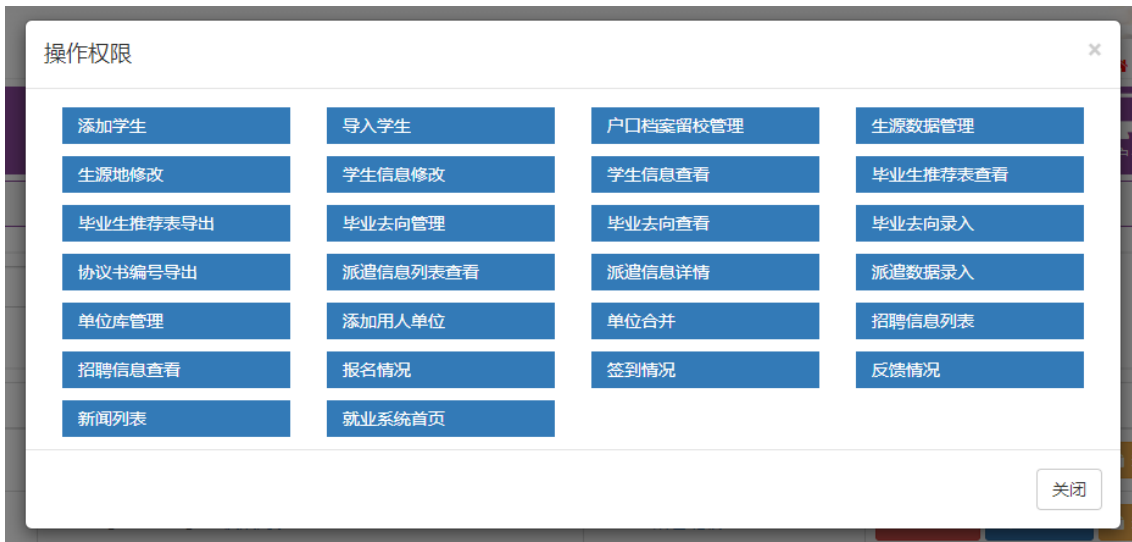 操作权限 ×
添加学生 导入学生 户口档案留校管理 生源数据管理
生源地修改 学生信息修改 学生信息查看 毕业生推荐表查看
毕业生推荐表导出 毕业去向管理 毕业去向查看 毕业去向录入
协议书编号导出 派遣信息列表查看 派遣信息详情 派遣数据录入
单位库管理 添加用人单位 单位合并 招聘信息列表
招聘信息查看 报名情况 签到情况 反馈情况
新闻列表 就业系统首页
关闭